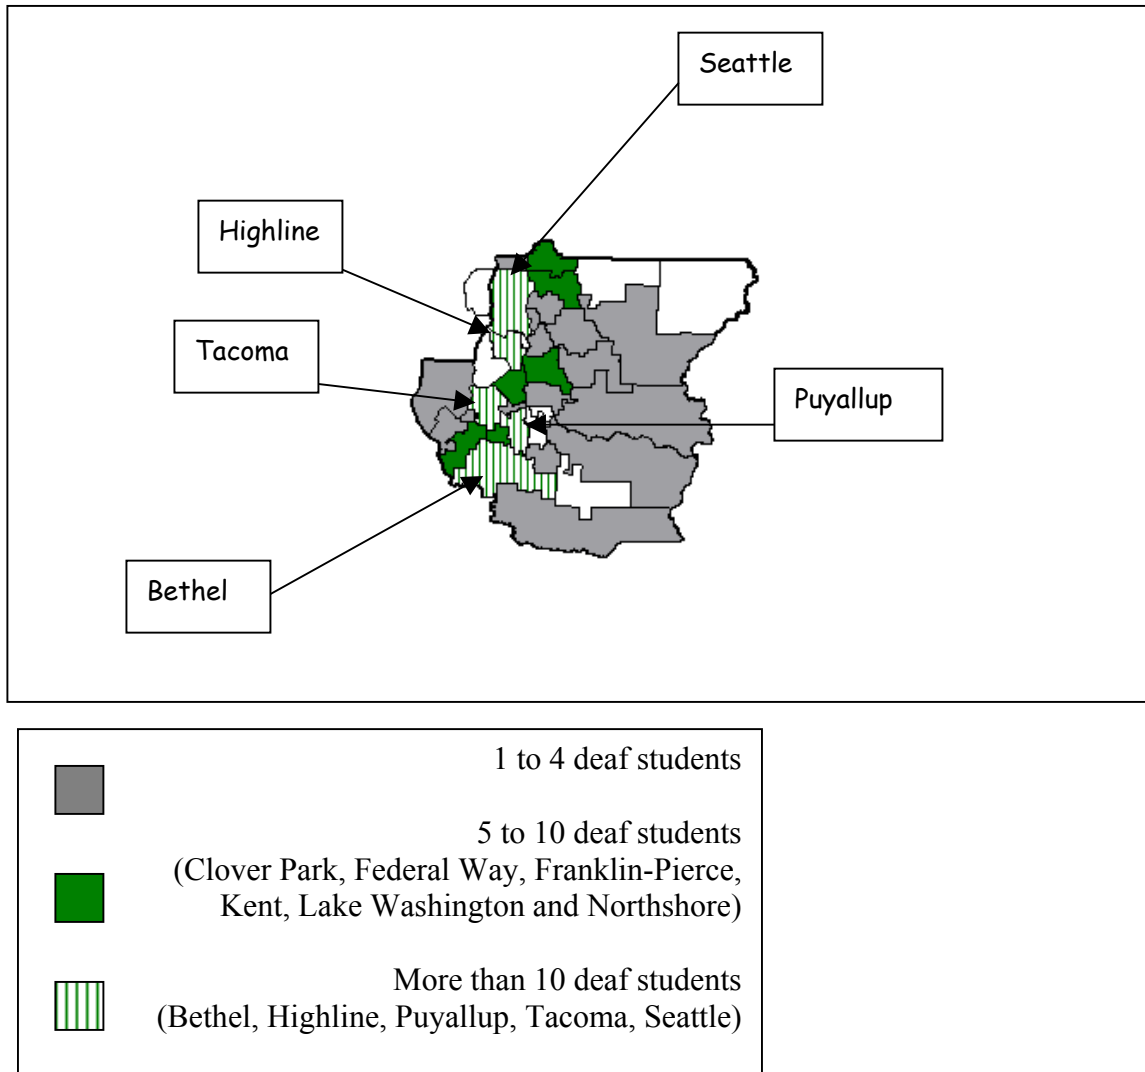 Seattle
Highline
Tacoma
Puyallup
Bethel
1 to 4 deaf students
5 to 10 deaf students
(Clover Park, Federal Way, Franklin-Pierce,
Kent, Lake Washington and Northshore)
More than 10 deaf students
(Bethel, Highline, Puyallup, Tacoma, Seattle)